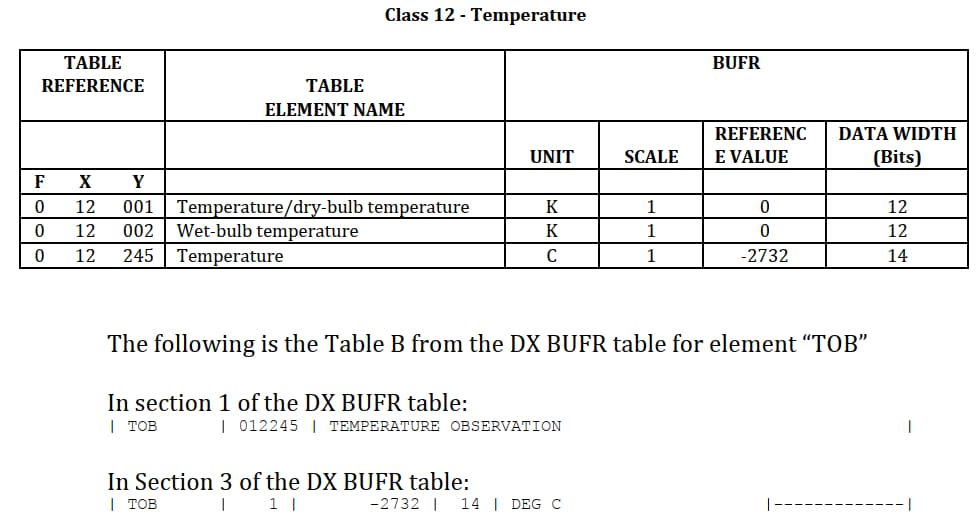 Class 12 - Temperature
TABLE REFERENCE
TABLE ELEMENT NAME
BUFR
UNIT
SCALE
REFERENC
E VALUE
DATA WIDTH
(Bits)
F X Y
0 12 001 Temperature/dry-bulb temperature K 1 0 12
0 12 002 Wet-bulb temperature K 1 0 12
0 12 245 Temperature C 1 -2732 14
The following is the Table B from the DX BUFR table for element “TOB”
In section 1 of the DX BUFR table:
| TOB | 012245 | TEMPERATURE OBSERVATION |
In Section 3 of the DX BUFR table:
| TOB | 1 | -2732 | 14 | DEG C |-------------|